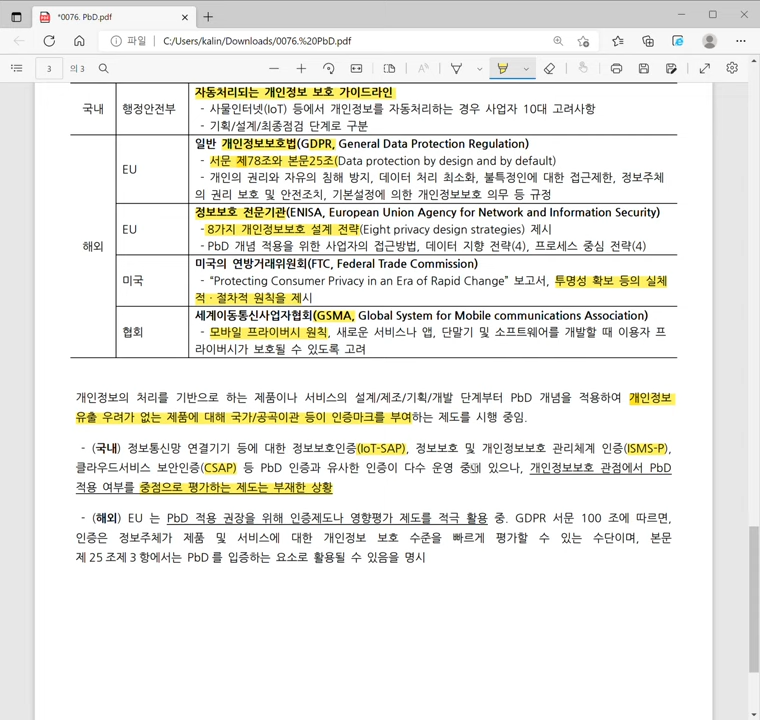 *0076. PbD.pdf
파일
C:/Users/kalin/Downloads/0076.%20PbD.pdf
3 의 3
국내 행정안전부 자동처리되는 개인정보 보호 가이드라인
- 사물인터넷(IoT) 등에서 개인정보를 자동처리하는 경우 사업자 10대 고려사항
- 기획/설계/최종점검 단계로 구분
해외
EU 일반 개인정보보호법(GDPR, General Data Protection Regulation)
- 서문 제78조와 본문25조(Data protection by design and by default)
- 개인의 권리와 자유의 침해 방지, 데이터 처리 최소화, 불특정인에 대한 접근제한, 정보주체
의 권리 보호 및 안전조치, 기본설정에 의한 개인정보보호 의무 등 규정
EU 정보보호 전문기관(ENISA, European Union Agency for Network and Information Security)
- 8가지 개인정보보호 설계 전략(Eight privacy design strategies) 제시
- PbD 개념 적용을 위한 사업자의 접근방법, 데이터 지향 전략(4), 프로세스 중심 전략(4)
미국 미국의 연방거래위원회(FTC, Federal Trade Commission)
- “Protecting Consumer Privacy in an Era of Rapid Change” 보고서, 투명성 확보 등의 실체
적 · 절차적 원칙을 제시
협회 세계이동통신사업자협회(GSMA, Global System for Mobile communications Association)
- 모바일 프라이버시 원칙, 새로운 서비스나 앱, 단말기 및 소프트웨어를 개발할 때 이용자 프
라이버시가 보호될 수 있도록 고려
개인정보의 처리를 기반으로 하는 제품이나 서비스의 설계/제조/기획/개발 단계부터 PbD 개념을 적용하여 개인정보
유출 우려가 없는 제품에 대해 국가/공곡이관 등이 인증마크를 부여하는 제도를 시행 중임.
- (국내) 정보통신망 연결기기 등에 대한 정보보호인증(IoT-SAP), 정보보호 및 개인정보보호 관리체계 인증(ISMS-P),
클라우드서비스 보안인증(CSAP) 등 PbD 인증과 유사한 인증이 다수 운영 중에 있으나, 개인정보보호 관점에서 PbD
적용 여부를 중점으로 평가하는 제도는 부재한 상황
- (해외) EU 는 PbD 적용 권장을 위해 인증제도나 영향평가 제도를 적극 활용 중. GDPR 서문 100 조에 따르면,
인증은 정보주체가 제품 및 서비스에 대한 개인정보 보호 수준을 빠르게 평가할 수 있는 수단이며, 본문
제 25 조제 3 항에서는 PbD 를 입증하는 요소로 활용될 수 있음을 명시